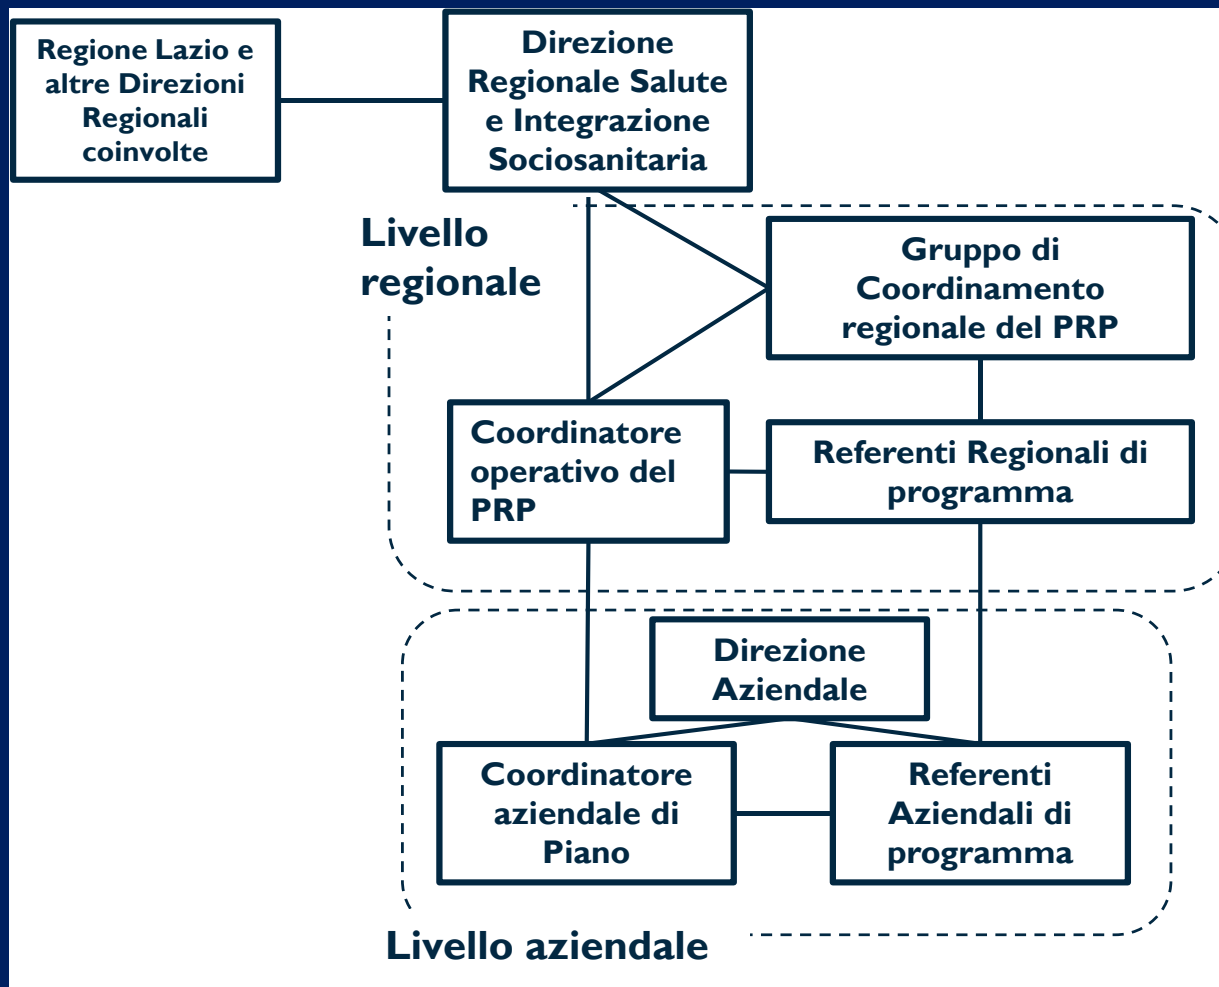 Regione Lazio e
altre Direzioni
Regionali
coinvolte
Direzione
Regionale Salute
e Integrazione
Sociosanitaria
Livello
regionale
Gruppo di
Coordinamento
regionale del PRP
Coordinatore
operativo del
PRP
Referenti Regionali di
programma
Direzione
Aziendale
Coordinatore
aziendale di
Piano
Referenti
Aziendali di
programma
Livello aziendale